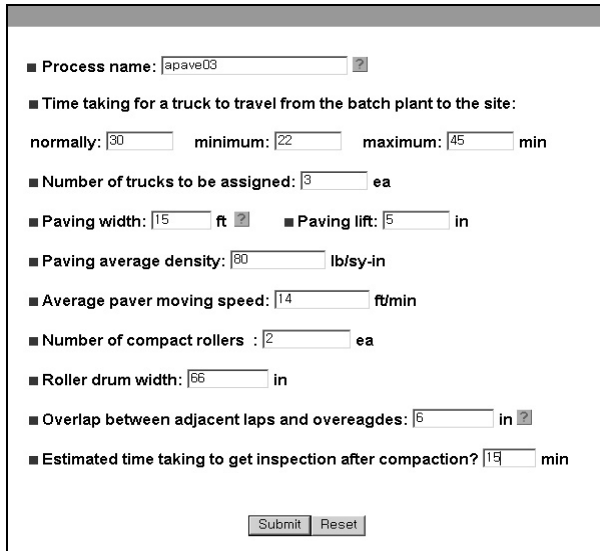 Process name: apave03 ?
Time taking for a truck to travel from the batch plant to the site:
normally: 30 minimum: 22 maximum: 45 min
Number of trucks to be assigned: 3 ea
Paving width: 15 ft ? Paving lift: 5 in
Paving average density: 80 lb/sy-in
Average paver moving speed: 14 ft/min
Number of compact rollers : 2 ea
Roller drum width: 66 in
Overlap between adjacent laps and overeagdes: 6 in ?
Estimated time taking to get inspection after compaction? 15 min
Submit Reset